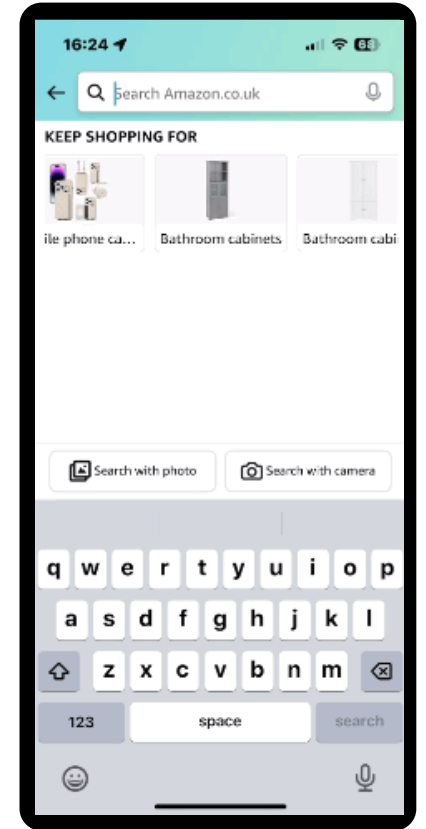 16:24
68
Search Amazon.co.uk
KEEP SHOPPING FOR
ile phone ca...
Bathroom cabinets
Bathroom cabi
Search with photo
Search with camera
q w e r t y u i o p
a s d f g h j k l
z x c v b n m
123 space search